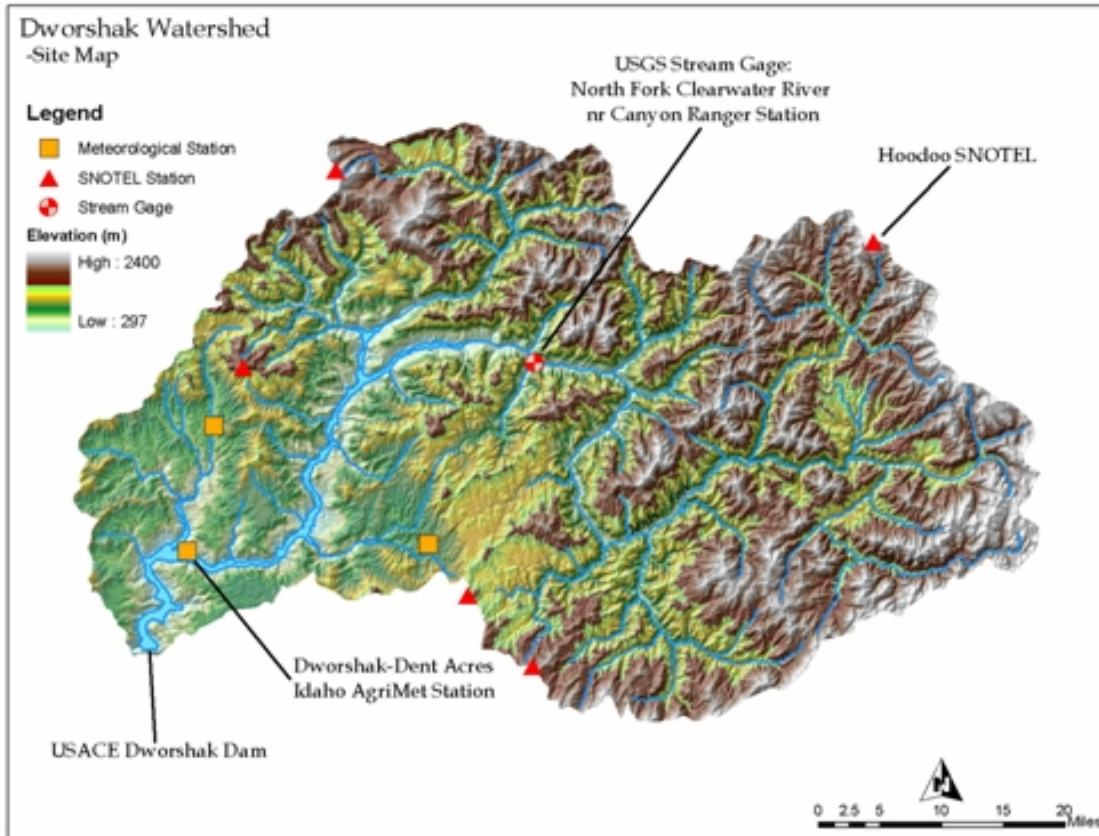 Dworshak Watershed
-Site Map
USGS Stream Gage:
North Fork Clearwater River
nr Canyon Ranger Station
Hoodoo SNOTEL
Legend
Meteorological Station
SNOTEL Station
Stream Gage
Elevation (m)
High : 2400
Low : 297
Dworshak-Dent Acres
Idaho AgriMet Station
USACE Dworshak Dam
N
0 2.5 5 10 15 20
Miles